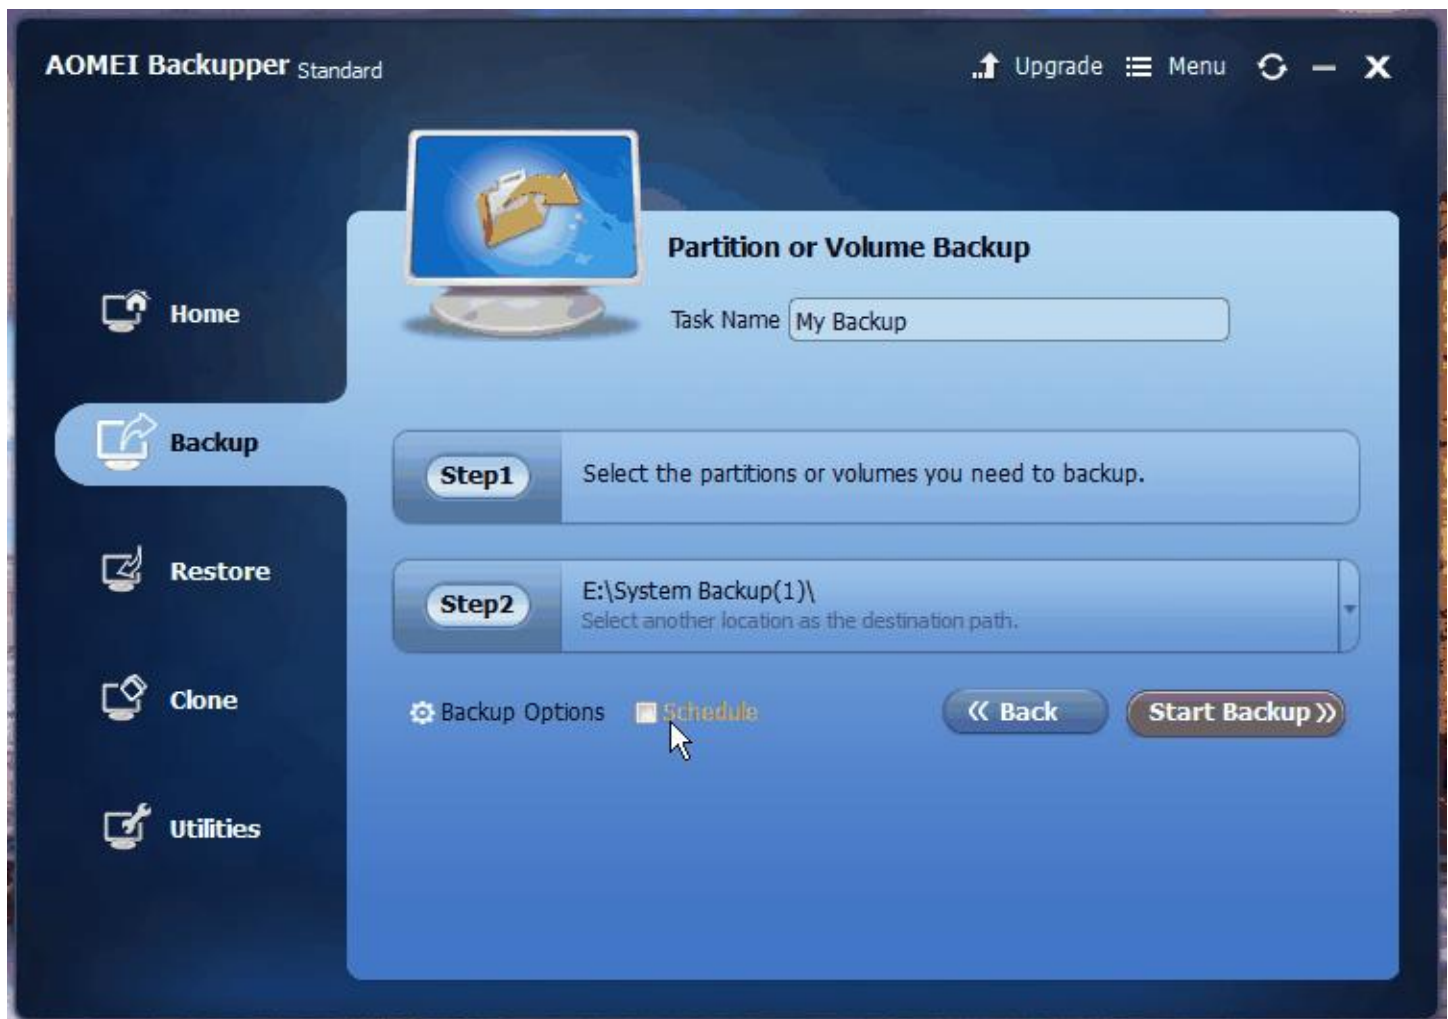 AOMEI Backupper Standard
Upgrade Menu
Partition or Volume Backup
Task Name My Backup
Home
Backup
Restore
Clone
Utilities
Step1 Select the partitions or volumes you need to backup.
Step2 E:\System Backup(1)\
Select another location as the destination path.
Backup Options Schedule Back Start Backup